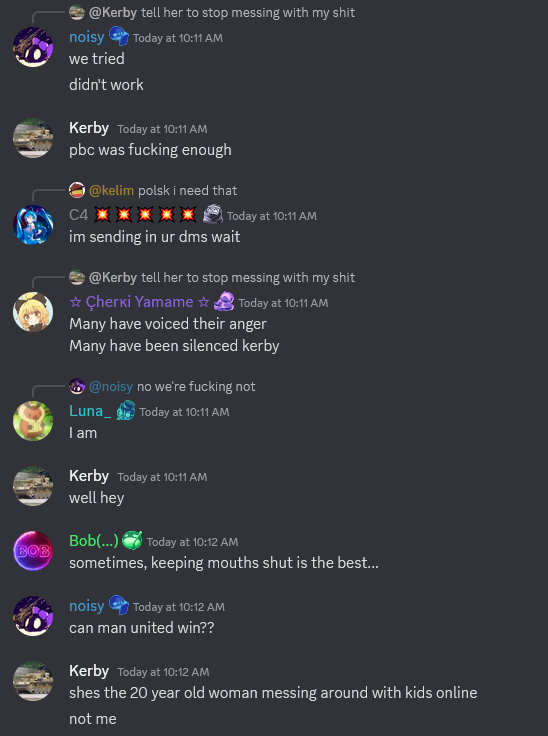 @Kerby tell her to stop messing with my shit
noisy Today at 10:11 AM
we tried
didn't work
Kerby Today at 10:11 AM
pbc was fucking enough
@kelim polsk i need that
C4 💥💥💥💥💥 Today at 10:11 AM
im sending in ur dms wait
@Kerby tell her to stop messing with my shit
☆ Çherкi Yamame ☆ Today at 10:11 AM
Many have voiced their anger
Many have been silenced kerby
@noisy no we're fucking not
Luna_ Today at 10:11 AM
I am
Kerby Today at 10:11 AM
well hey
BOB
Bob(...) Today at 10:12 AM
sometimes, keeping mouths shut is the best...
noisy Today at 10:12 AM
can man united win??
Kerby Today at 10:12 AM
shes the 20 year old woman messing around with kids online
not me